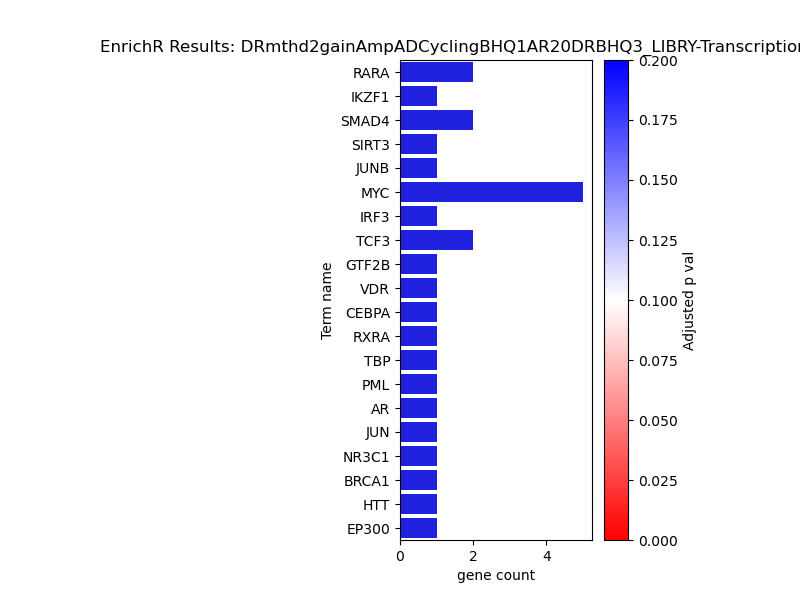 EnrichR Results: DRmthd2gainAmpADCyclingBHQ1AR20DRBHQ3_LIBRY-Transcription
RARA
IKZF1
SMAD4
SIRT3
JUNB
MYC
IRF3
TCF3
GTF2B
VDR
CEBPA
RXRA
TBP
PML
AR
JUN
NR3C1
BRCA1
HTT
EP300
Term name
0 2 4
gene count
0.200
0.175
0.150
0.125
0.100
0.075
0.050
0.025
0.000
Adjusted p val